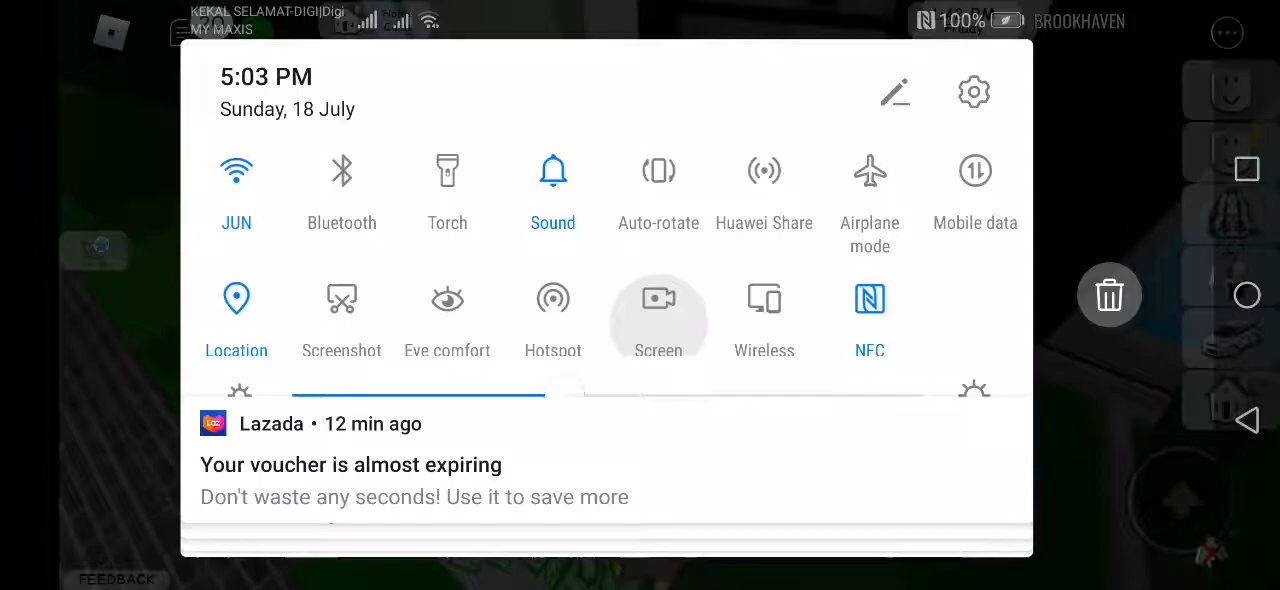 KEKAL SELAMAT-DIGI|Digi
MY MAXIS
100%
BROOKHAVEN
5:03 PM
Sunday, 18 July
JUN
Bluetooth
Torch
Sound
Auto-rotate
Huawei Share
Airplane mode
Mobile data
Location
Screenshot
Eye comfort
Hotspot
Screen
Wireless
NFC
Lazada • 12 min ago
Your voucher is almost expiring
Don't waste any seconds! Use it to save more
FEEDBACK